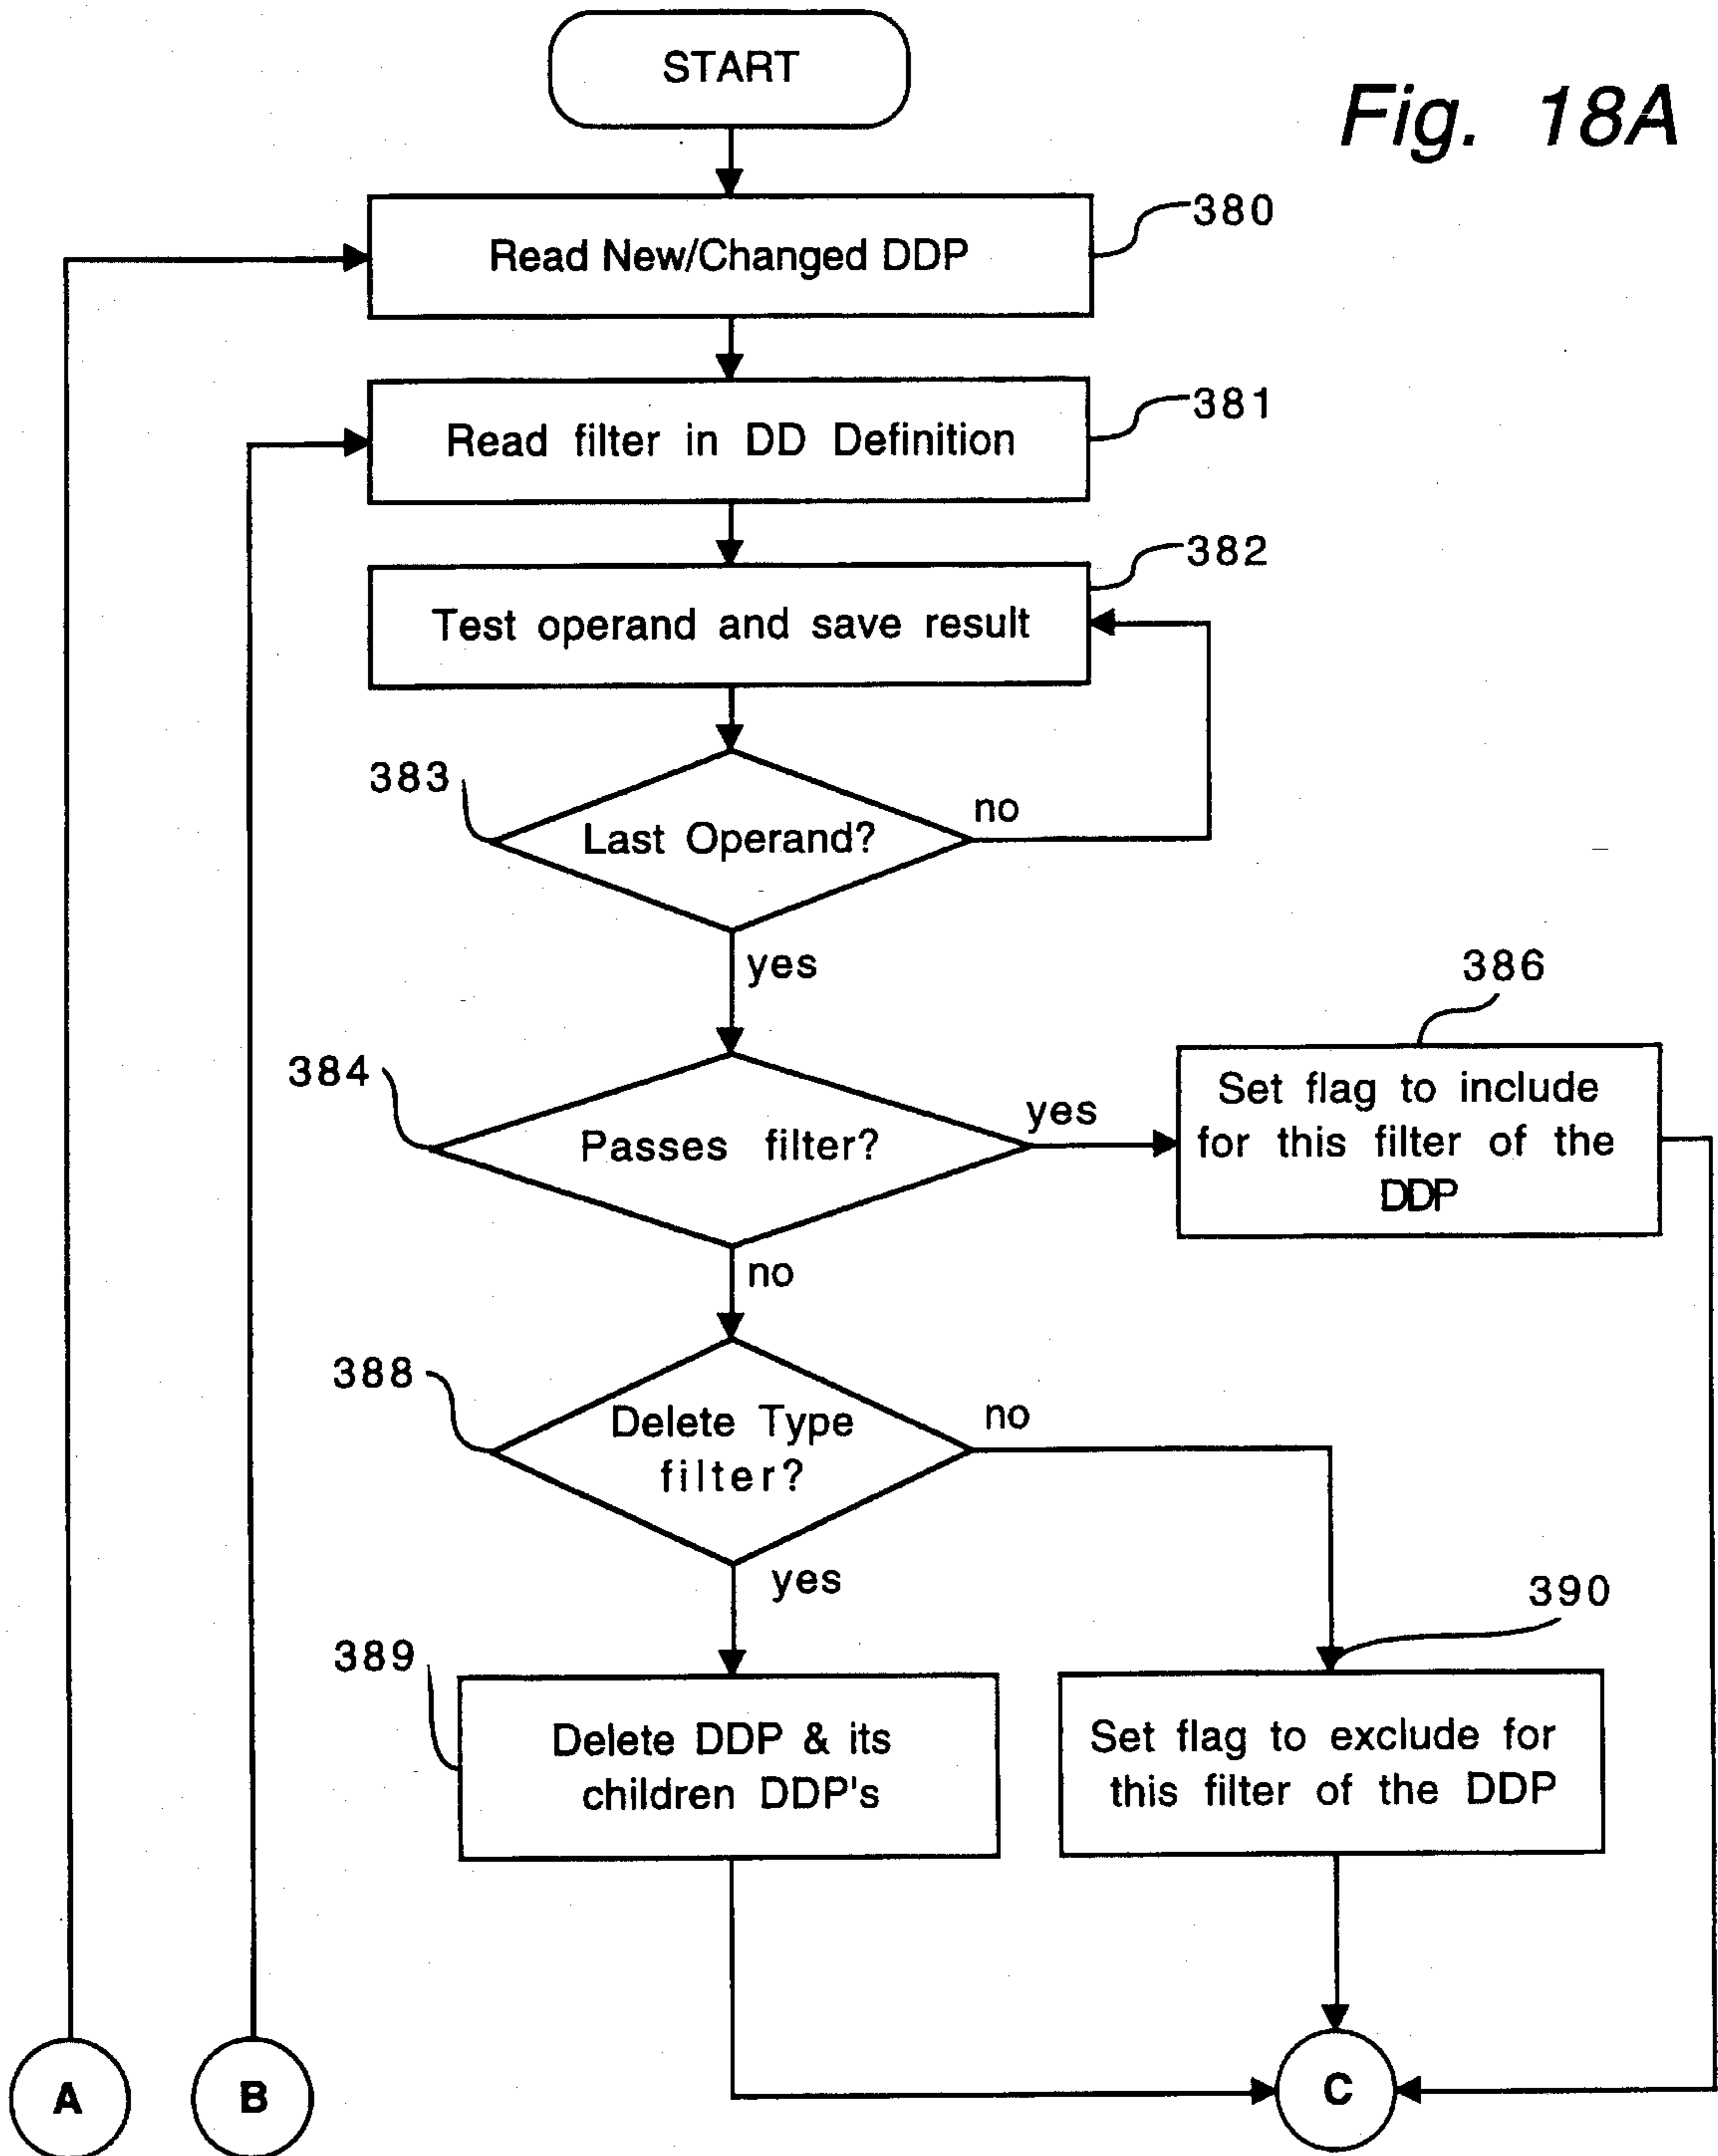 START
Fig. 18A
380
Read New/Changed DDP
381
Read filter in DD Definition
382
Test operand and save result
383
Last Operand?
no
yes
386
384
Passes filter?
yes
Set flag to include
for this filter of the
DDP
no
388
Delete Type
filter?
no
yes
390
389
Delete DDP & its
children DDP's
Set flag to exclude for
this filter of the DDP
A
B
C